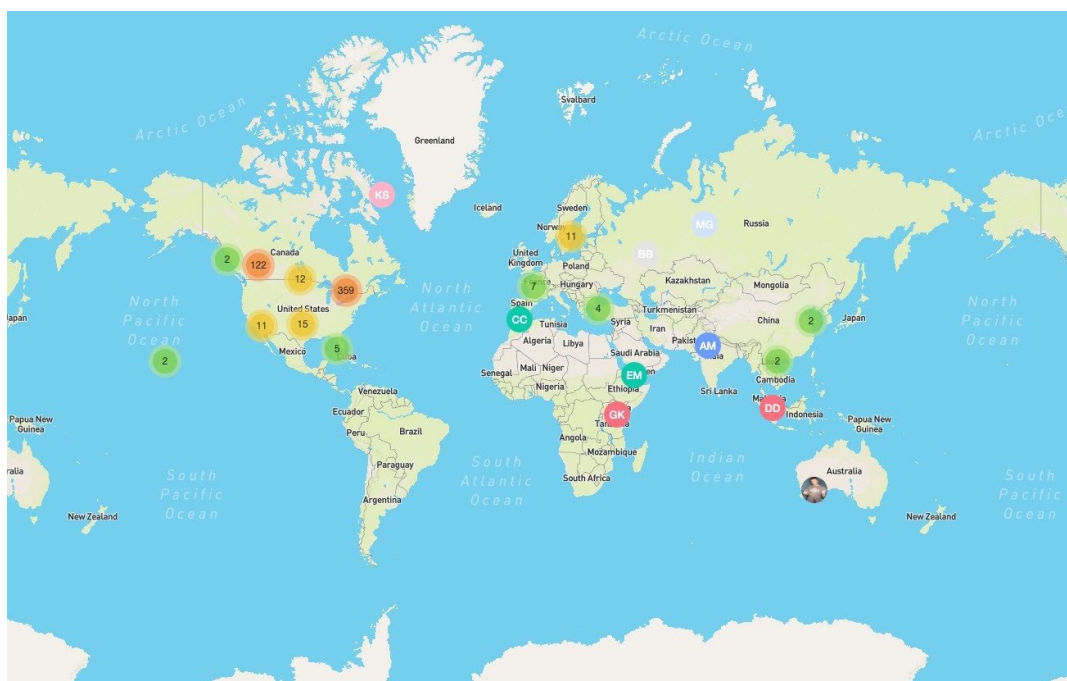 Arctic Ocean
Svalbard
Greenland
Arctic Ocean
Arctic Oce
KS
Iceland
Sweden
MG
Russia
Norw
11
2
122
Canada
United
Kingdom
BB
Poland
12
359
7
Hungary
Kazakhstan
Mongolia
North
Pacific
Ocean
North
Atlantic
Ocean
North
Pacific
Ocean
Japan
United States
Spain
4
Turkmenistan
China
2
Japan
11
15
CC
Tunisia
Syria
Iran
Algeria
Libya
Pakist
AM
Mexico
5
2
Saudi Arabia
2
Senegal
Mali
Niger
EM
Cambodia
Nigeria
Ethiopia
Sri Lanka
Venezuela
DD
Indonesia
Ecuador
GK
Papua New
Guinea
Peru
Brazil
Papua New
Guinea
Angola
Mozambique
South
Pacific
Ocean
Paraguay
South
Atlantic
Ocean
Indian
Ocean
South
Pacific
Ocean
ralia
South Africa
Australia
Argentina
New Zealand
New Zealand